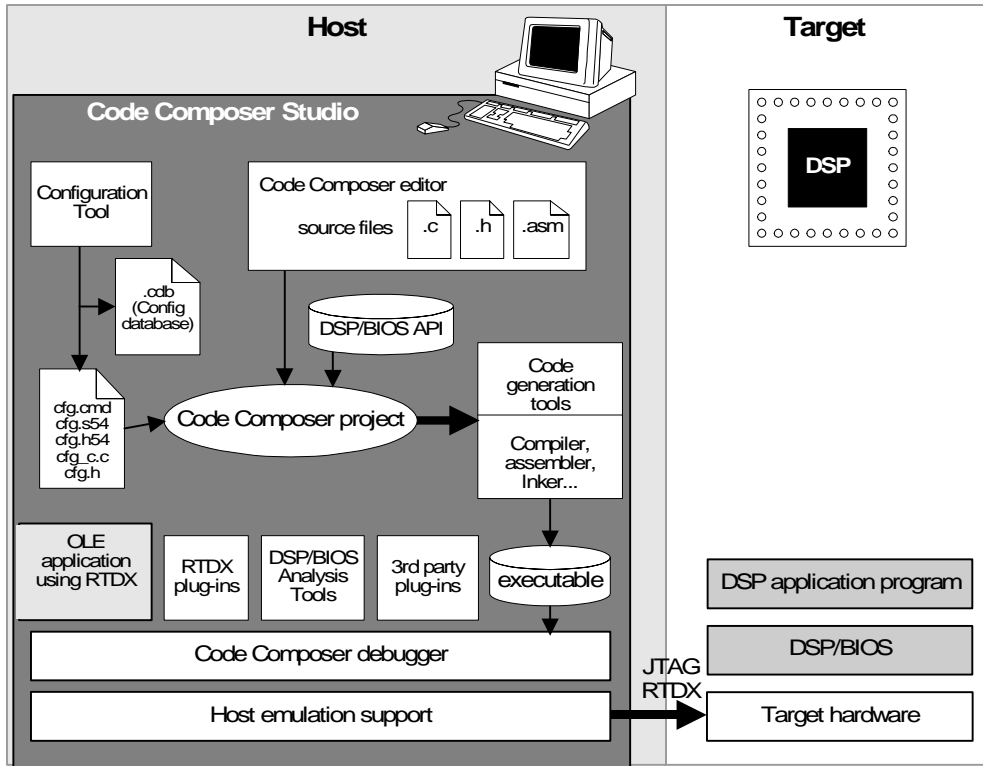 Host
Target
Code Composer Studio
Configuration
Tool
Code Composer editor
source files
.c
.h
.asm
DSP
.cdb
(Config
database)
DSP/BIOS API
Code
generation
tools
cfg.cmd
cfg.s54
cfg.h54
cfg_c.c
cfg.h
Code Composer project
Compiler,
assembler,
lnker...
OLE
application
using RTDX
RTDX
plug-ins
DSP/BIOS
Analysis
Tools
3rd party
plug-ins
executable
DSP application program
Code Composer debugger
DSP/BIOS
JTAG
RTDX
Host emulation support
Target hardware